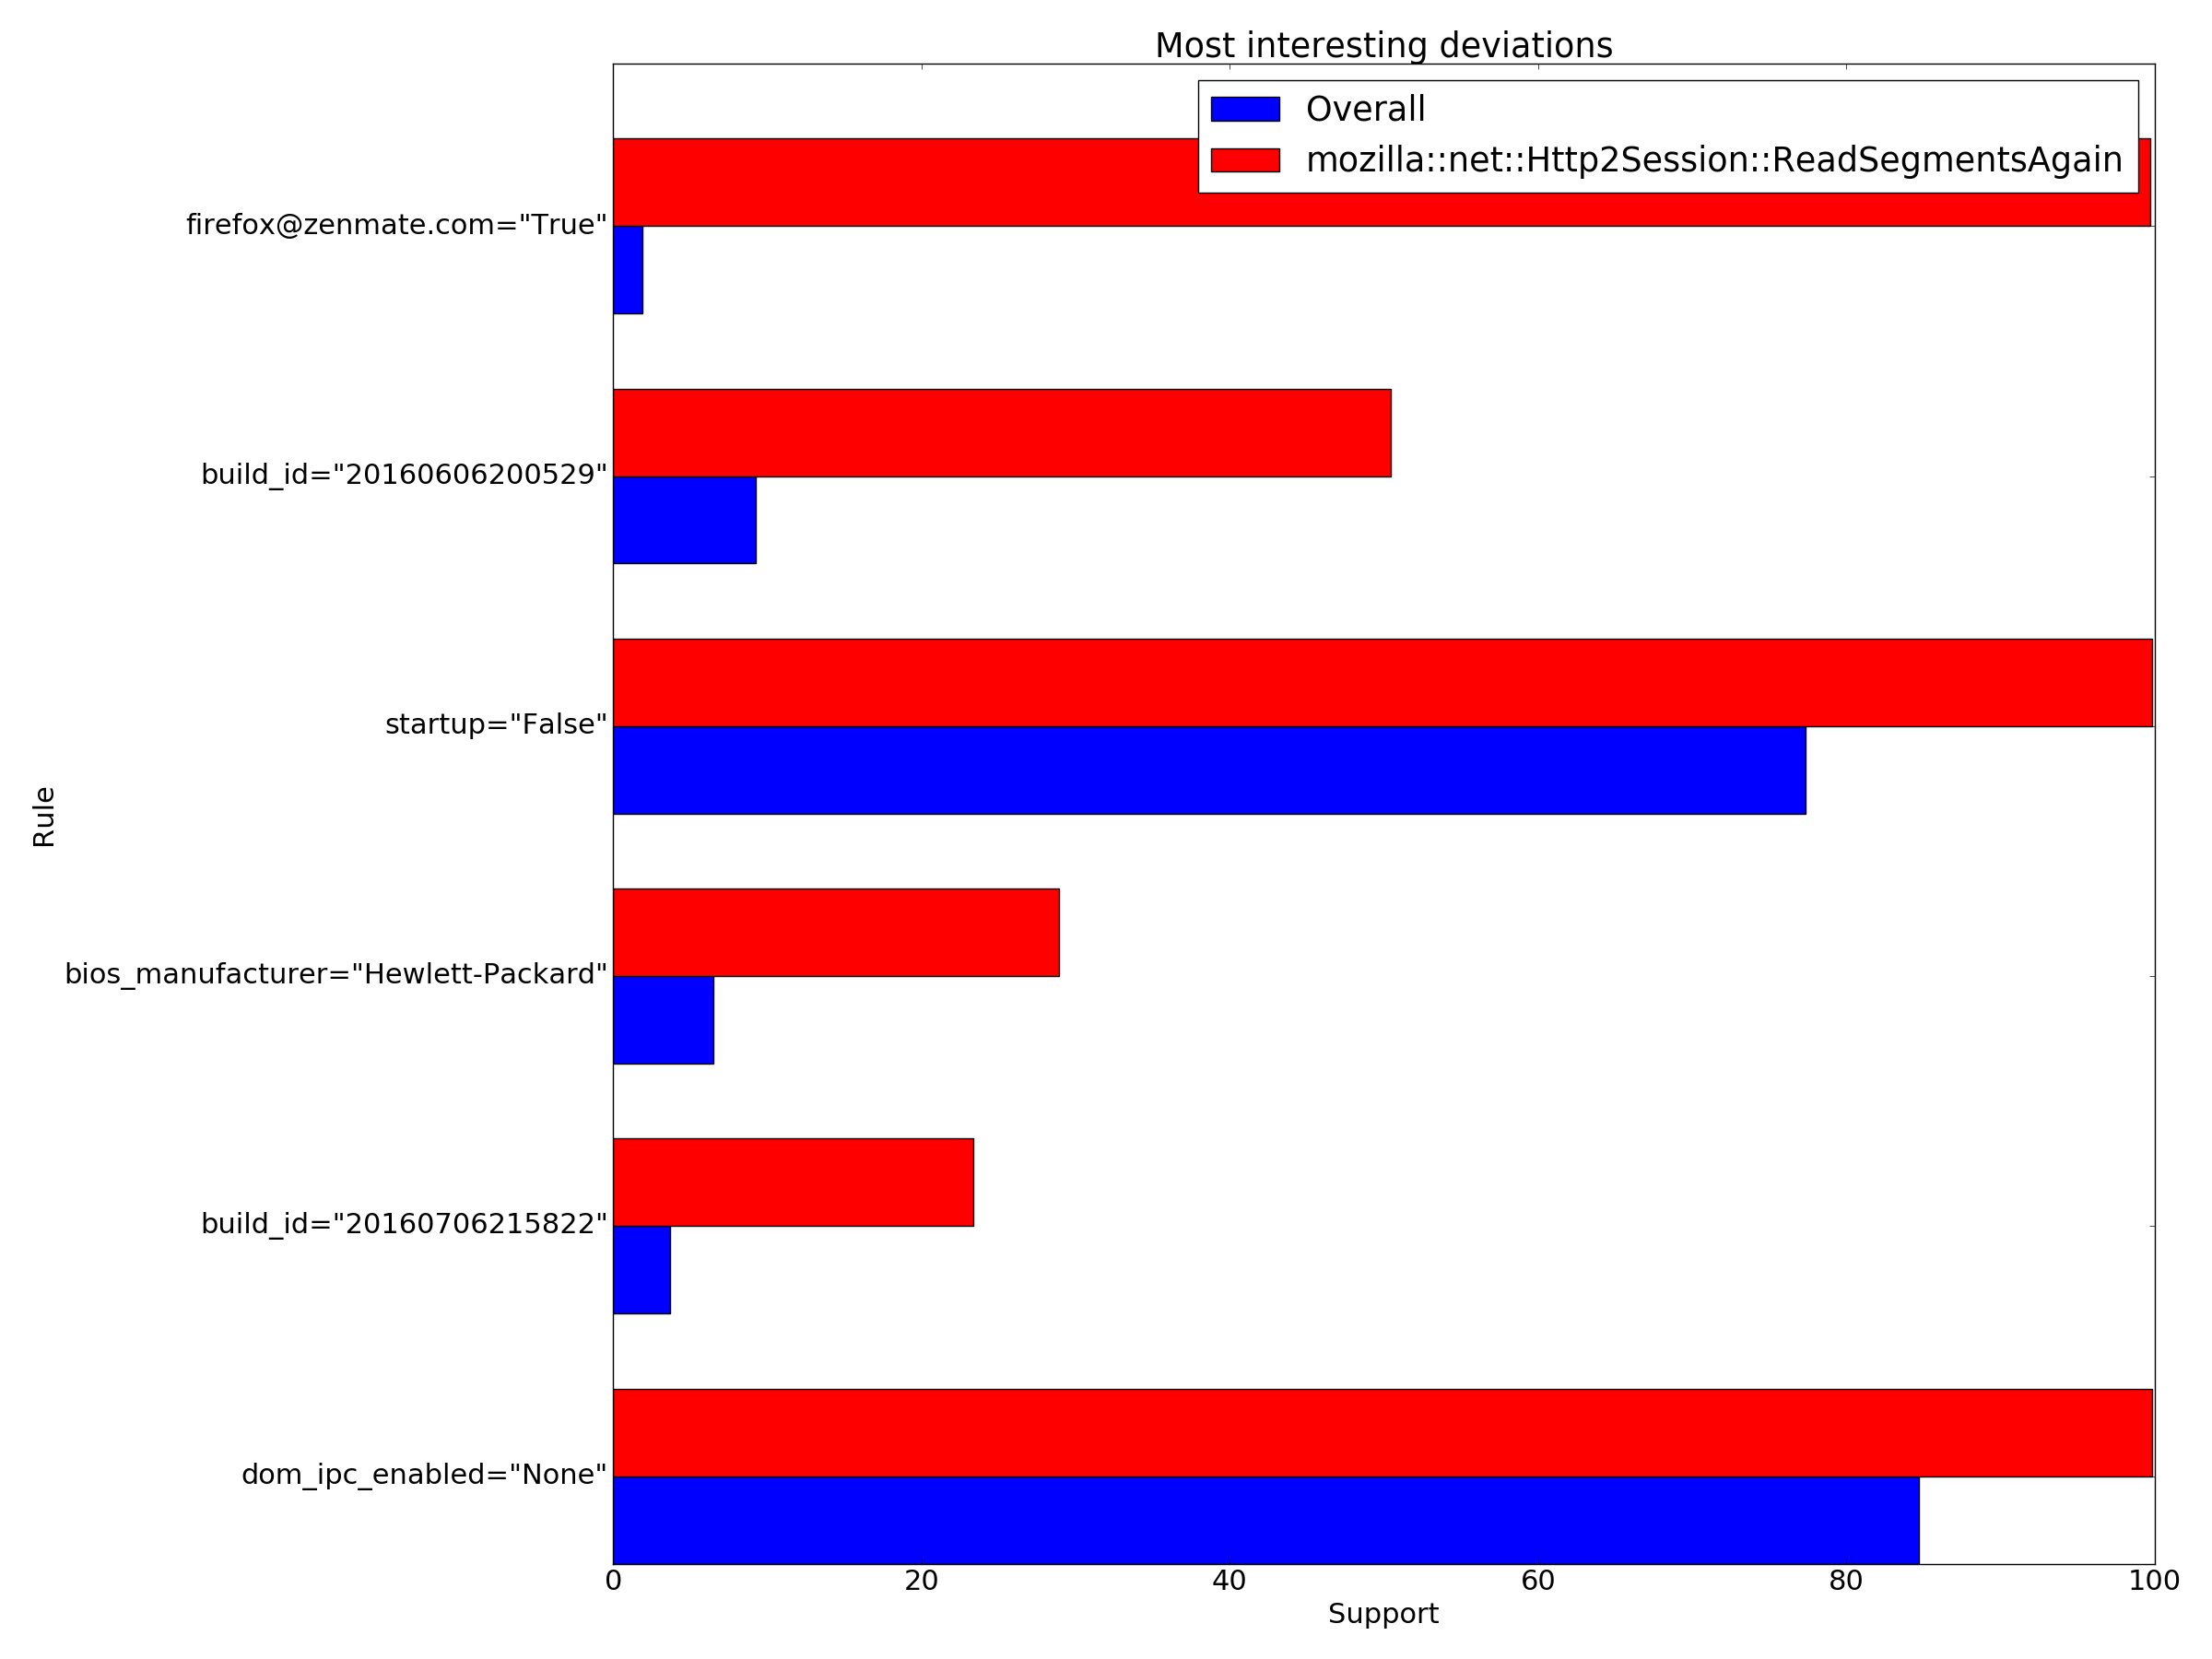 Most interesting deviations
Overall
mozilla::net::Http2Session::ReadSegmentsAgain
firefox@zenmate.com="True"
build_id="20160606200529"
startup="False"
Rule
bios_manufacturer="Hewlett-Packard"
build_id="20160706215822"
dom_ipc_enabled="None"
0 20 40 60 80 100
Support